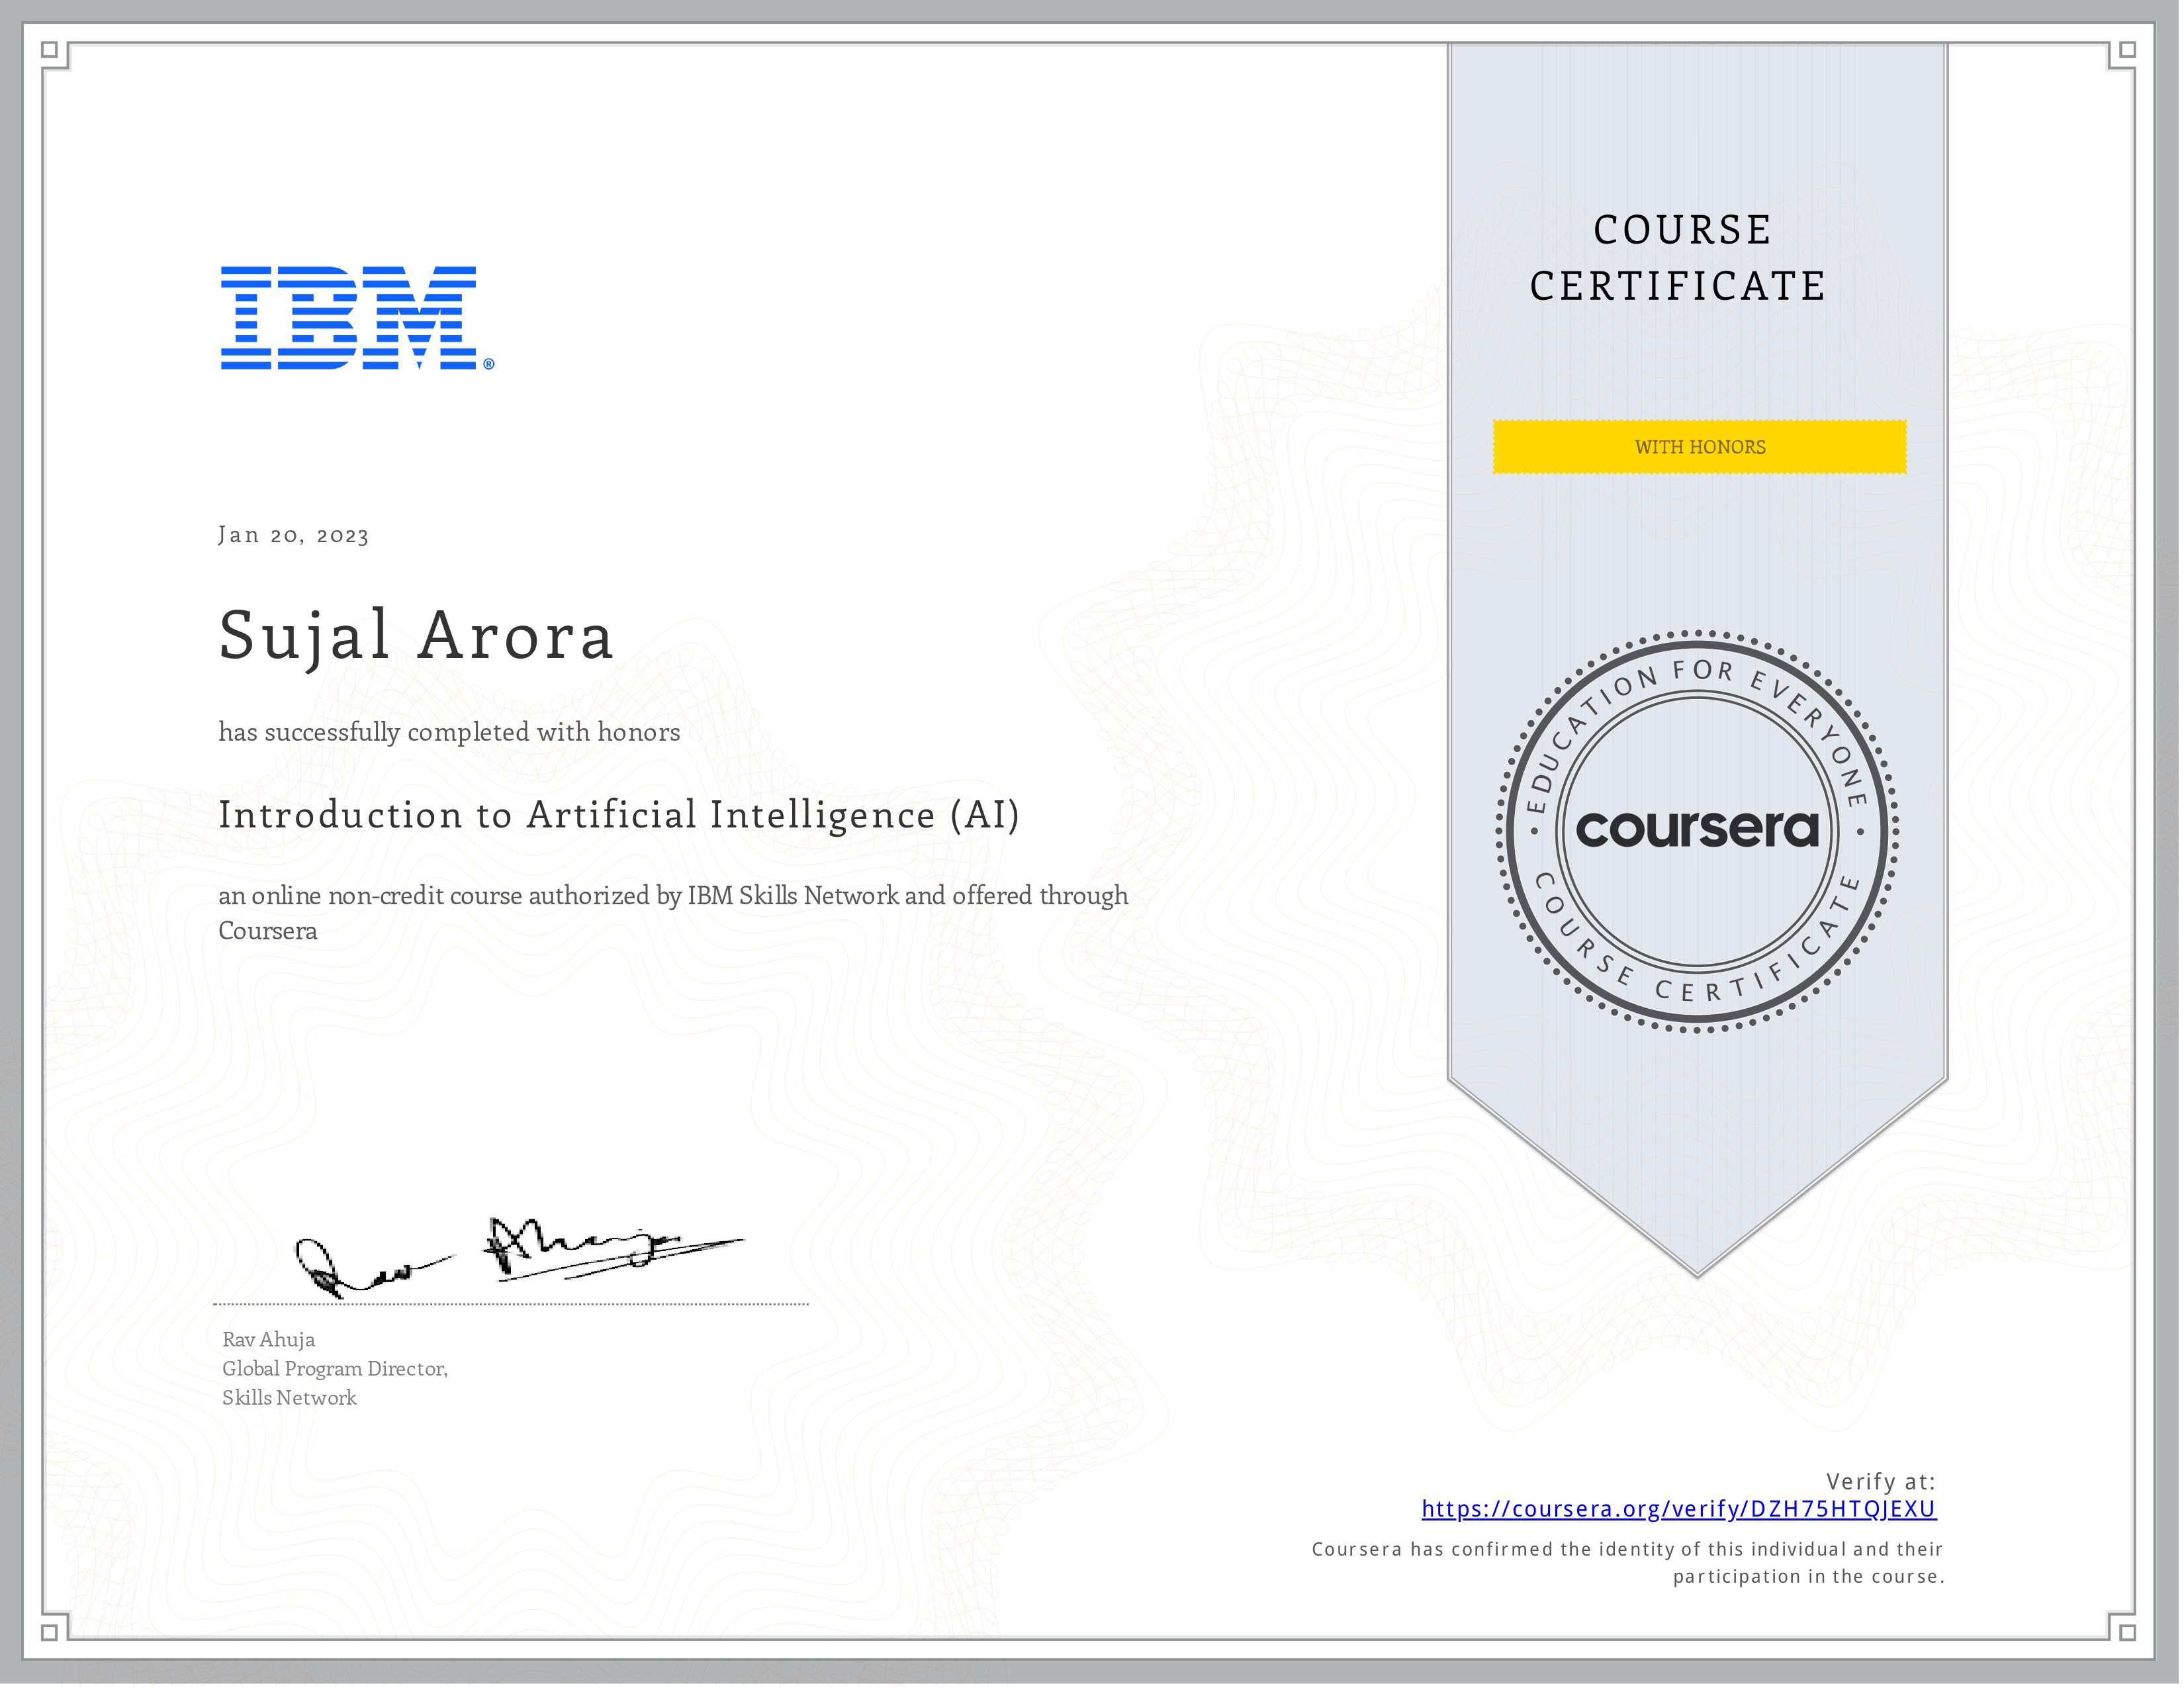 COURSE
CERTIFICATE
IBM®
WITH HONORS
Jan 20, 2023
Sujal Arora
has successfully completed with honors
Introduction to Artificial Intelligence (AI)
an online non-credit course authorized by IBM Skills Network and offered through
Coursera
EDUCATION FOR EVERYONE
coursera
COURSE CERTIFICATE
Rav Ahuja
Global Program Director,
Skills Network
Verify at:
https://coursera.org/verify/DZH75HTQJEXU
Coursera has confirmed the identity of this individual and their
participation in the course.